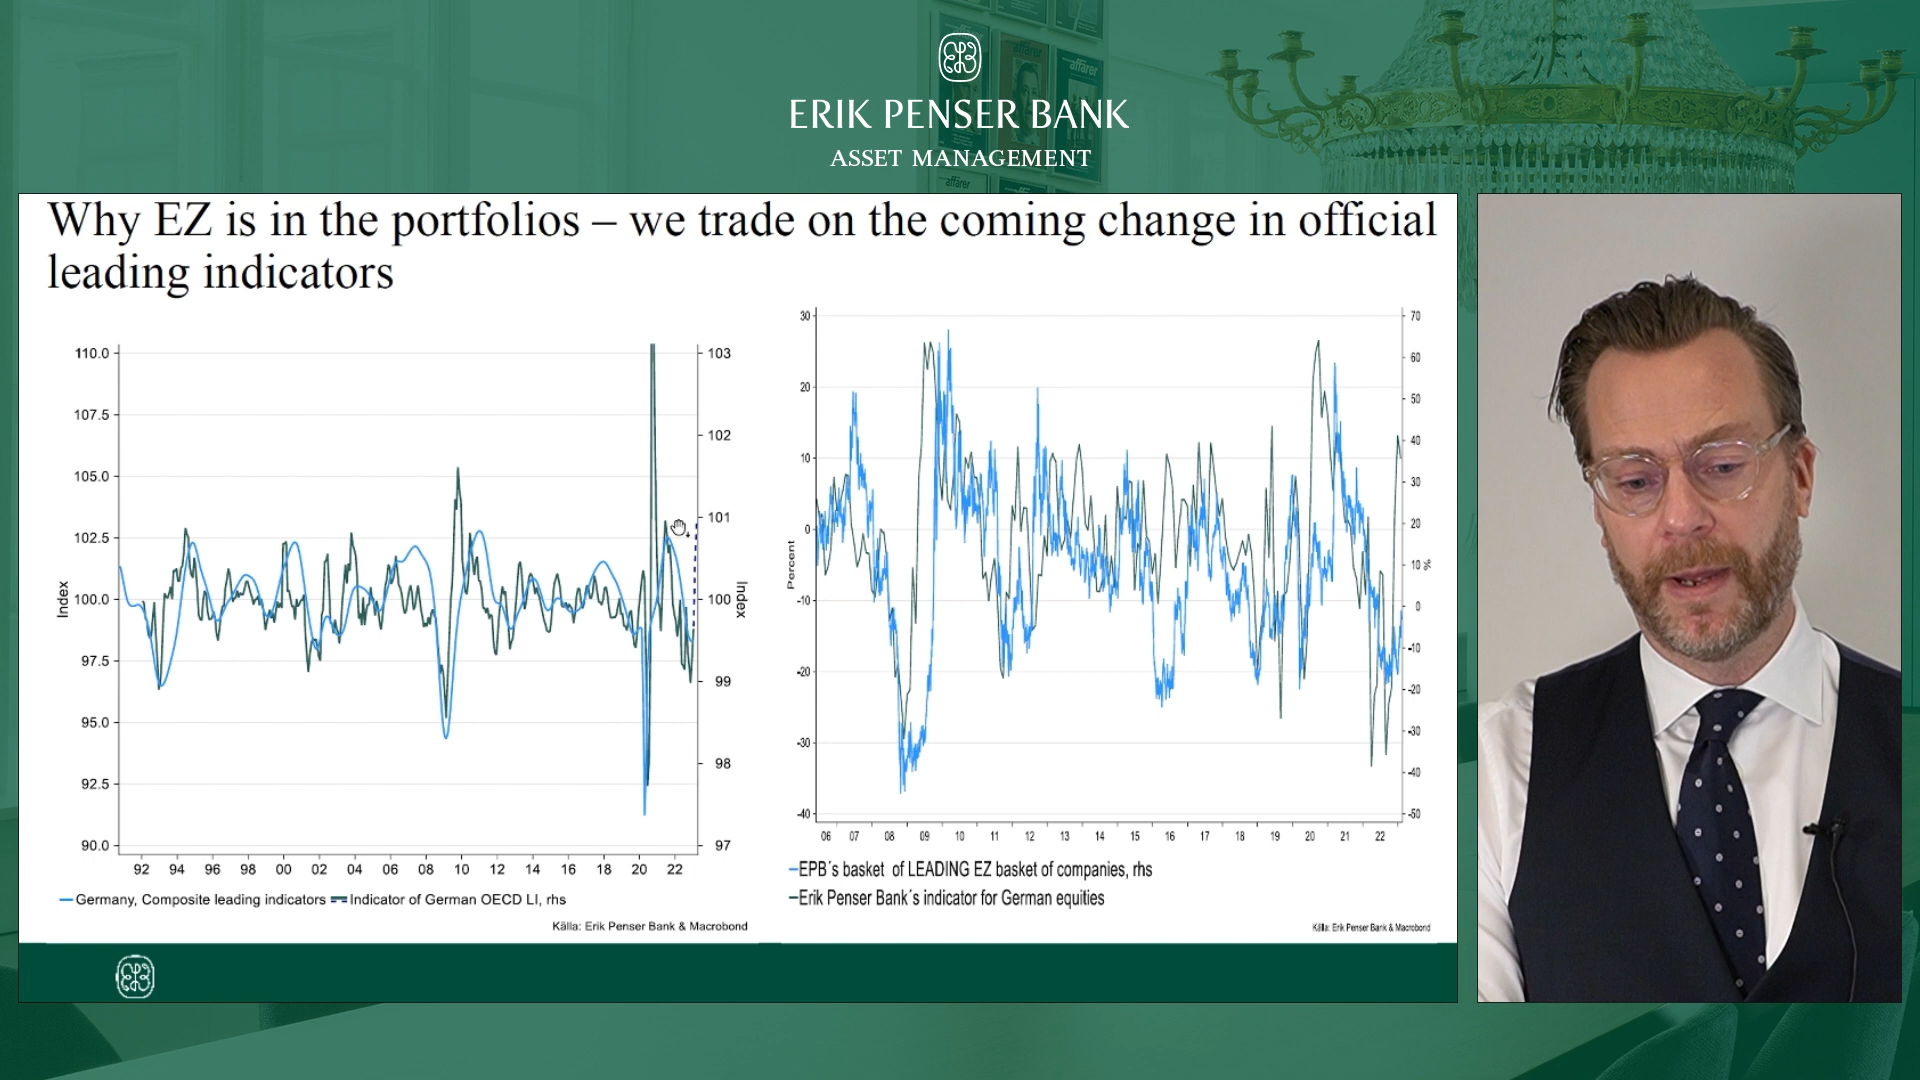 affärer
affärer
ERIK PENSER BANK
ASSET MANAGEMENT
affärer
Why EZ is in the portfolios – we trade on the coming change in official
leading indicators
110.0
107.5
105.0
102.5
100.0
97.5
95.0
92.5
90.0
Index
103
102
101
100
99
98
97
Index
92 94 96 98 00 02 04 06 08 10 12 14 16 18 20 22
Germany, Composite leading indicators Indicator of German OECD LI, rhs
Källa: Erik Penser Bank & Macrobond
30
20
10
0
-10
-20
-30
-40
Percent
70
60
50
40
30
20
10
0
-10
-20
-30
-40
-50
%
06 07 08 09 10 11 12 13 14 15 16 17 18 19 20 21 22
EPB´s basket of LEADING EZ basket of companies, rhs
Erik Penser Bank´s indicator for German equities
Källa: Erik Penser Bank & Macrobond